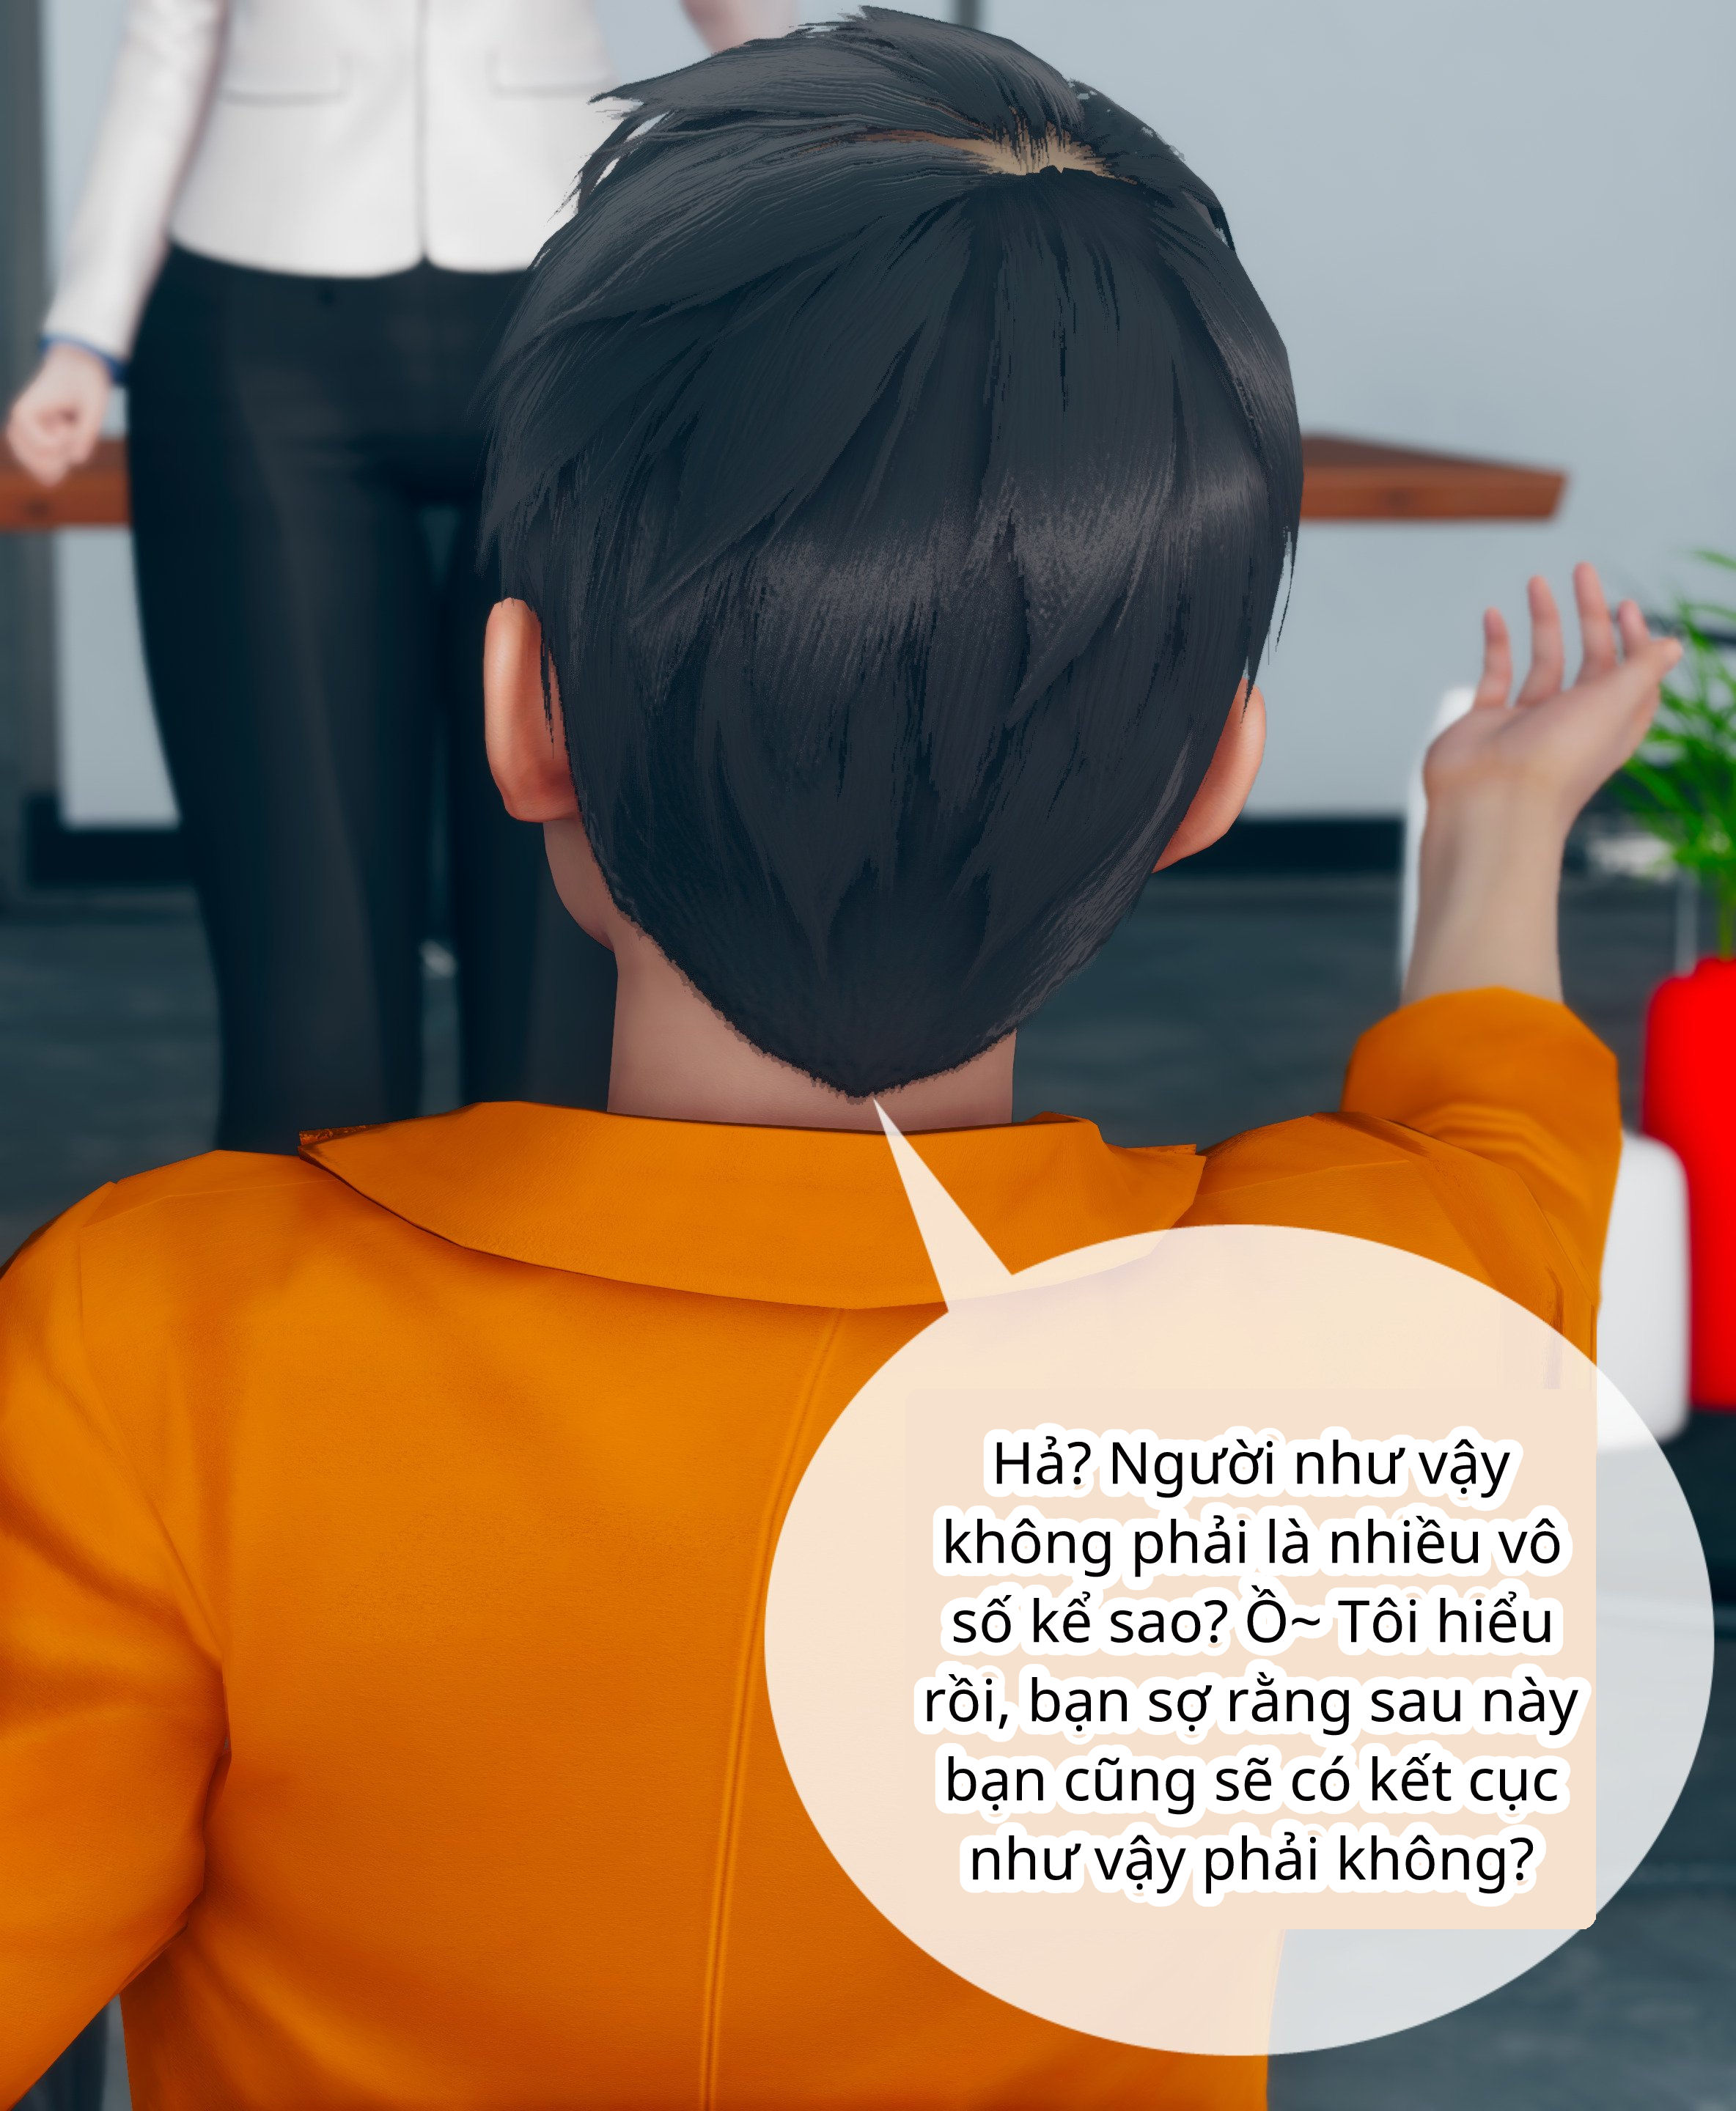 Hả? Người như vậy
không phải là nhiều vô
số kể sao? Ồ~ Tôi hiểu
rồi, bạn sợ rằng sau này
bạn cũng sẽ có kết cục
như vậy phải không?